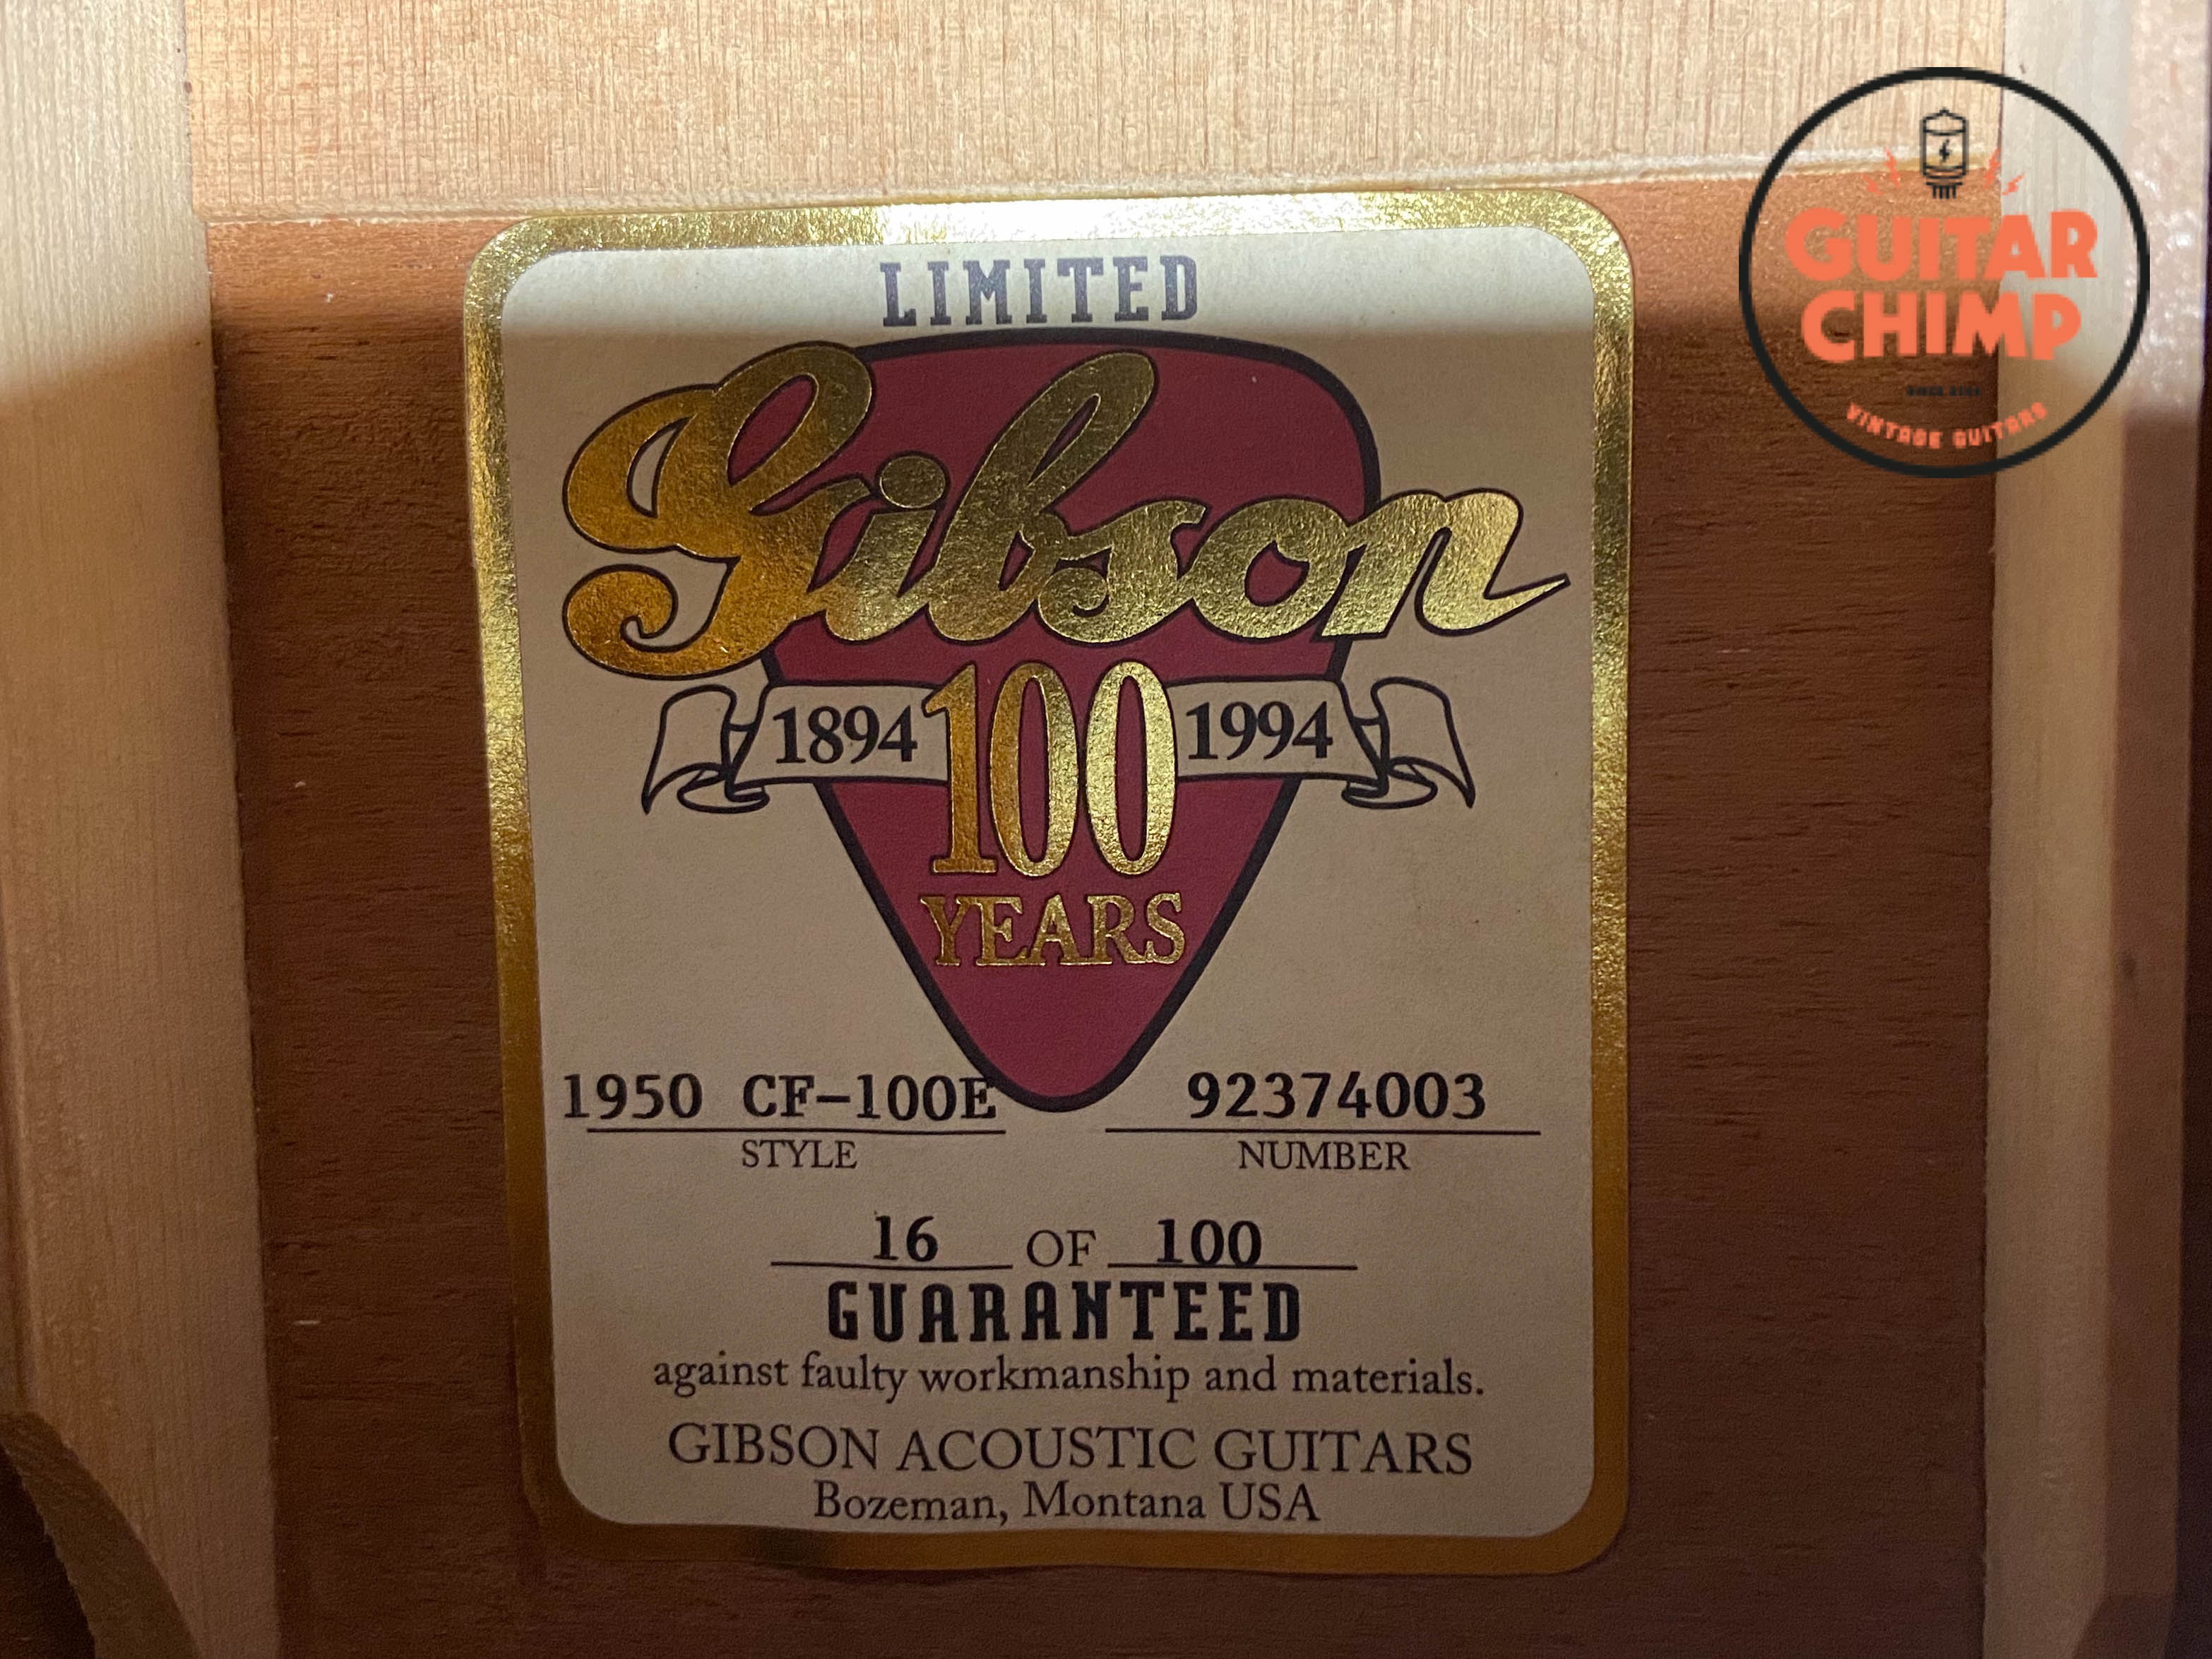 LIMITED
Gibson
1894 100 1994
YEARS
1950 CF-100E 92374003
STYLE NUMBER
16 OF 100
GUARANTEED
against faulty workmanship and materials.
GIBSON ACOUSTIC GUITARS
Bozeman, Montana USA
GUITAR
CHIMP
VINTAGE GUITARS